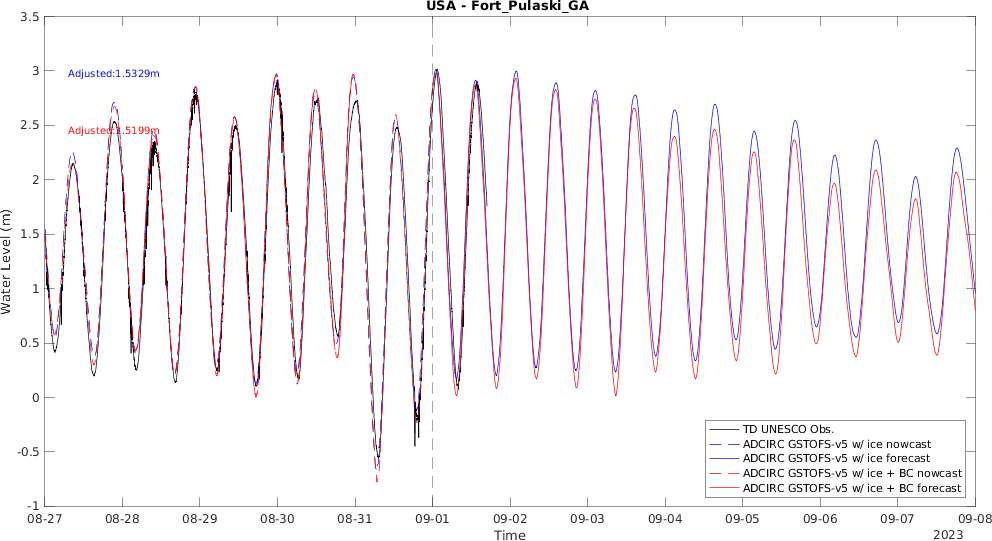 USA - Fort_Pulaski_GA
3.5
3
2.5
2
1.5
1
0.5
0
-0.5
-1
Water Level (m)
Adjusted:1.5329m
Adjusted:1.5199m
TD UNESCO Obs.
ADCIRC GSTOFS-v5 w/ ice nowcast
ADCIRC GSTOFS-v5 w/ ice forecast
ADCIRC GSTOFS-v5 w/ ice + BC nowcast
ADCIRC GSTOFS-v5 w/ ice + BC forecast
08-27 08-28 08-29 08-30 08-31 09-01 09-02 09-03 09-04 09-05 09-06 09-07 09-08
Time
2023